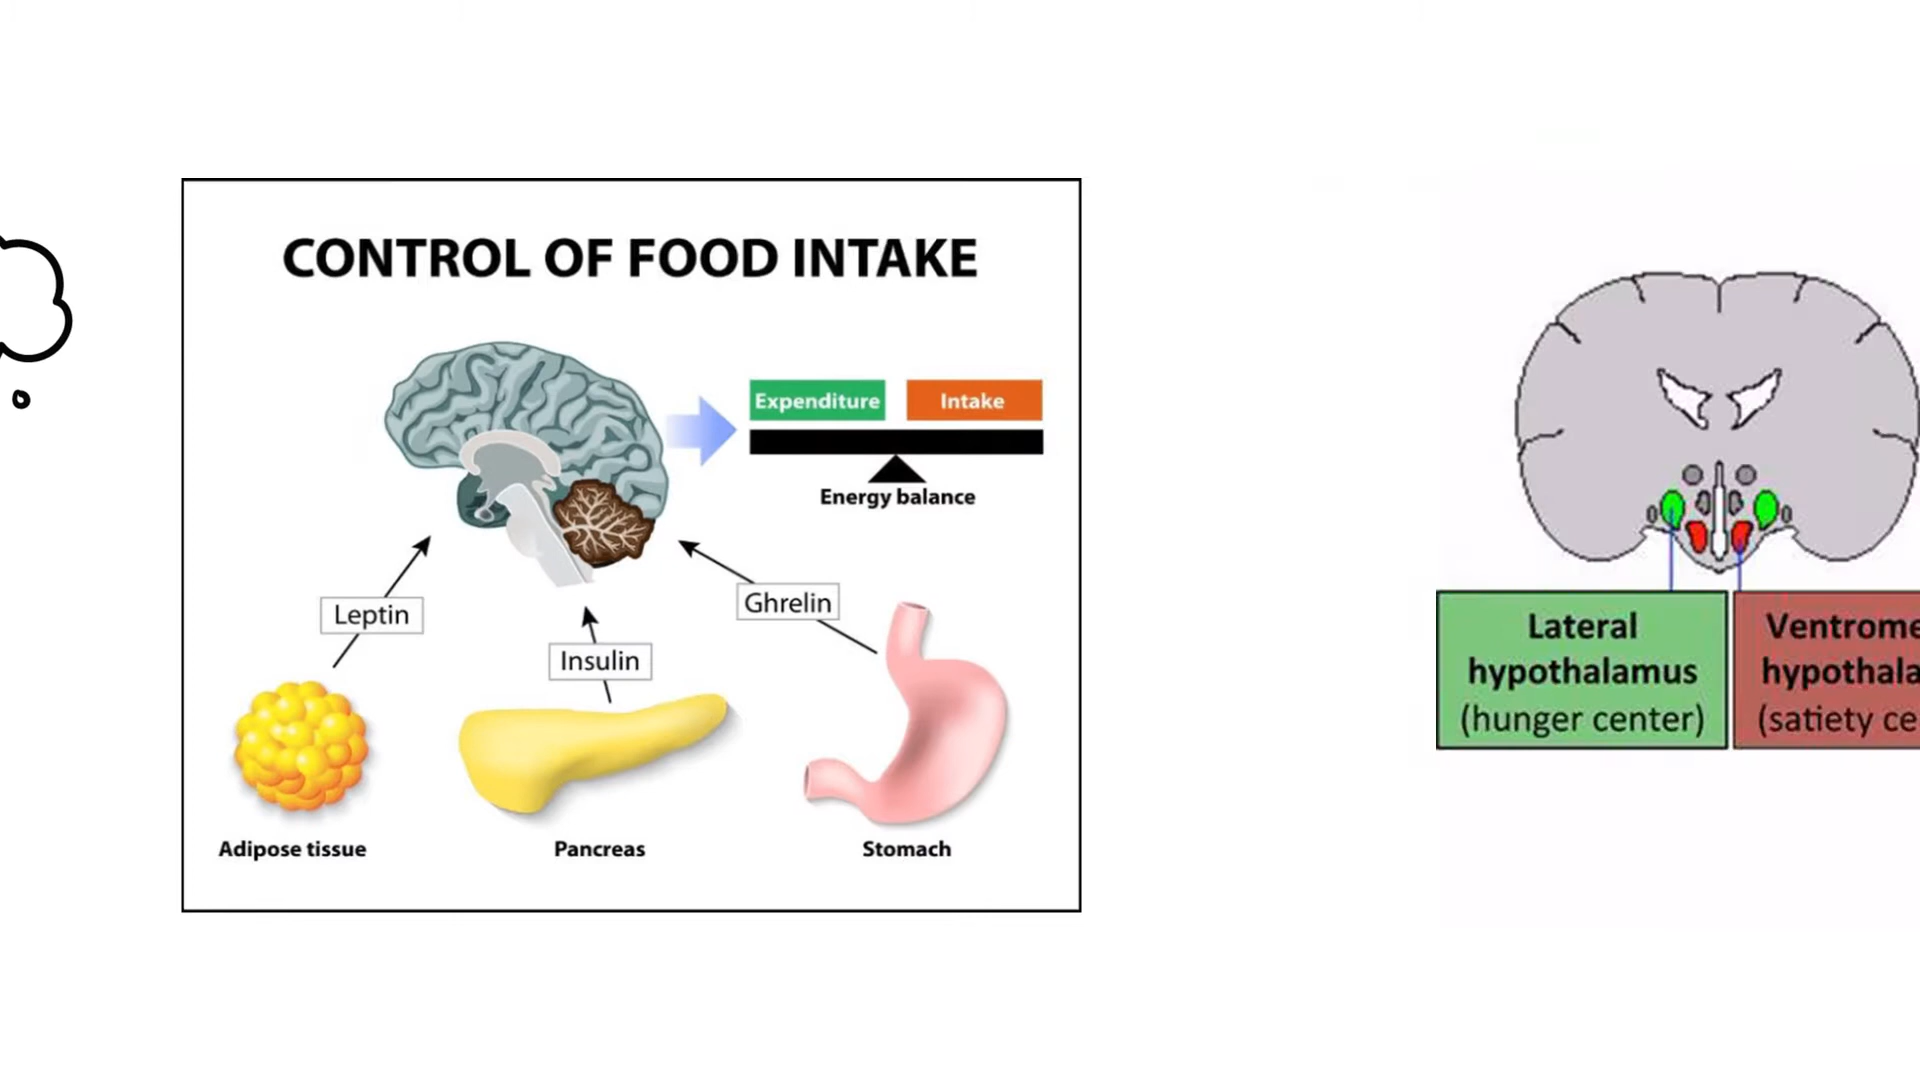 CONTROL OF FOOD INTAKE
Expenditure
Intake
Energy balance
Leptin
Insulin
Ghrelin
Adipose tissue
Pancreas
Stomach
Lateral
hypothalamus
(hunger center)
(satiety